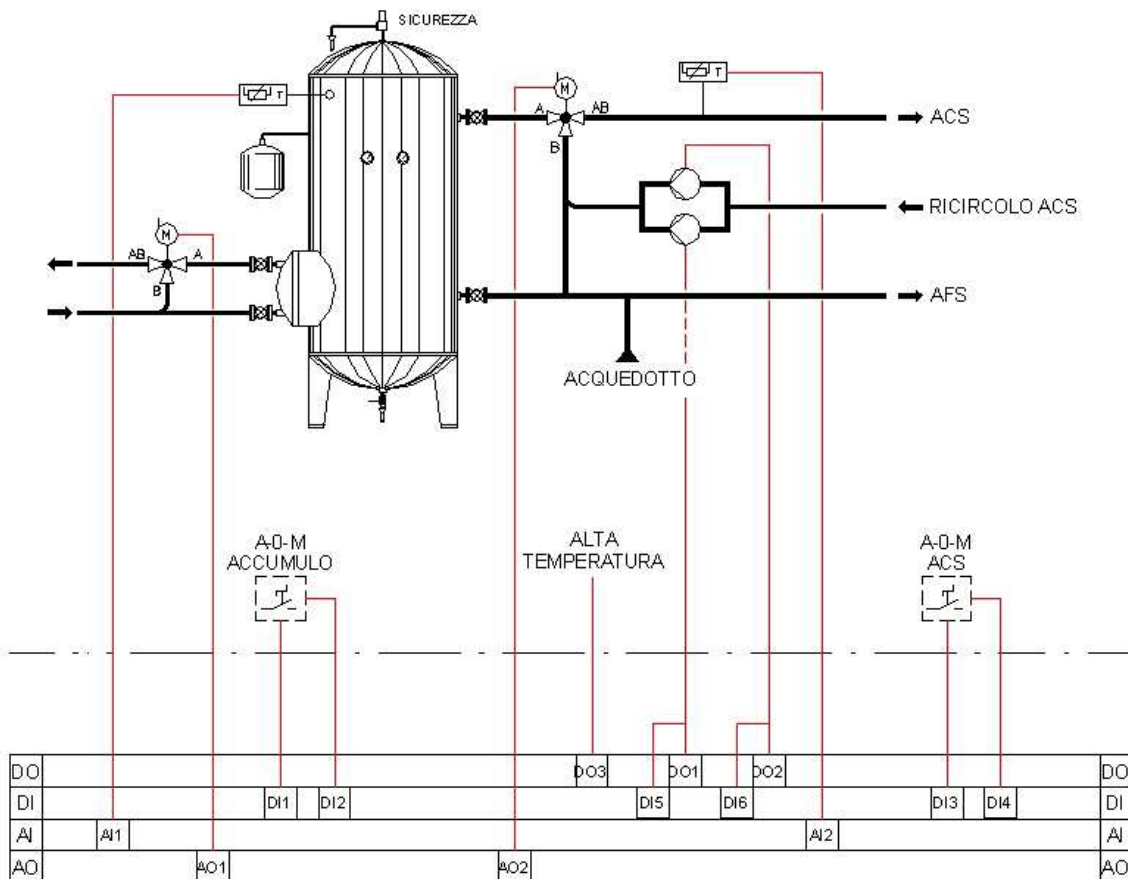 SICUREZZA
T
T
M
A
AB
B
ACS
RICIRCOLO ACS
M
AB
A
B
AFS
ACQUEDOTTO
A-0-M
ACCUMULO
ALTA
TEMPERATURA
A-0-M
ACS
DO DO3 DO1 DO2 DO
DI DI1 DI2 DI5 DI6 DI3 DI4 DI
AI AI1 AI2 AI
AO AO1 AO2 AO